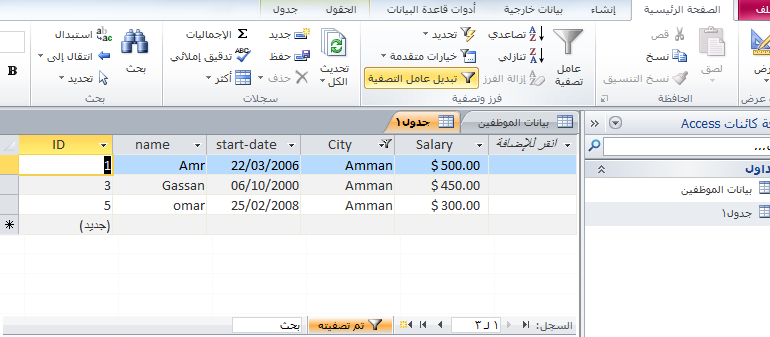 الصفحة الرئيسية إنشاء بيانات خارجية أدوات قاعدة البيانات الحقول جدول
قص
نسخ
نسخ التنسيق
لصق
الحافظة
عامل تصفية
تصاعدي
تنازلي
إزالة الفرز
تحديد
خيارات متقدمة
تبديل عامل التصفية
فرز وتصفية
تحديث الكل
جديد
حفظ
حذف
الإجماليات
تدقيق إملائي
أكثر
سجلات
بحث
استبدال
الانتقال إلى
تحديد
بحث
B
كائنات Access
بيانات الموظفين
جدول١
بيانات الموظفين
جدول١
ID name start-date City Salary انقر للإضافة
1 Amr 22/03/2006 Amman $ 500.00
3 Gassan 06/10/2000 Amman $ 450.00
5 omar 25/02/2008 Amman $ 300.00
(جديد)
السجل: ١ لـ ٣ تم تصفيته بحث